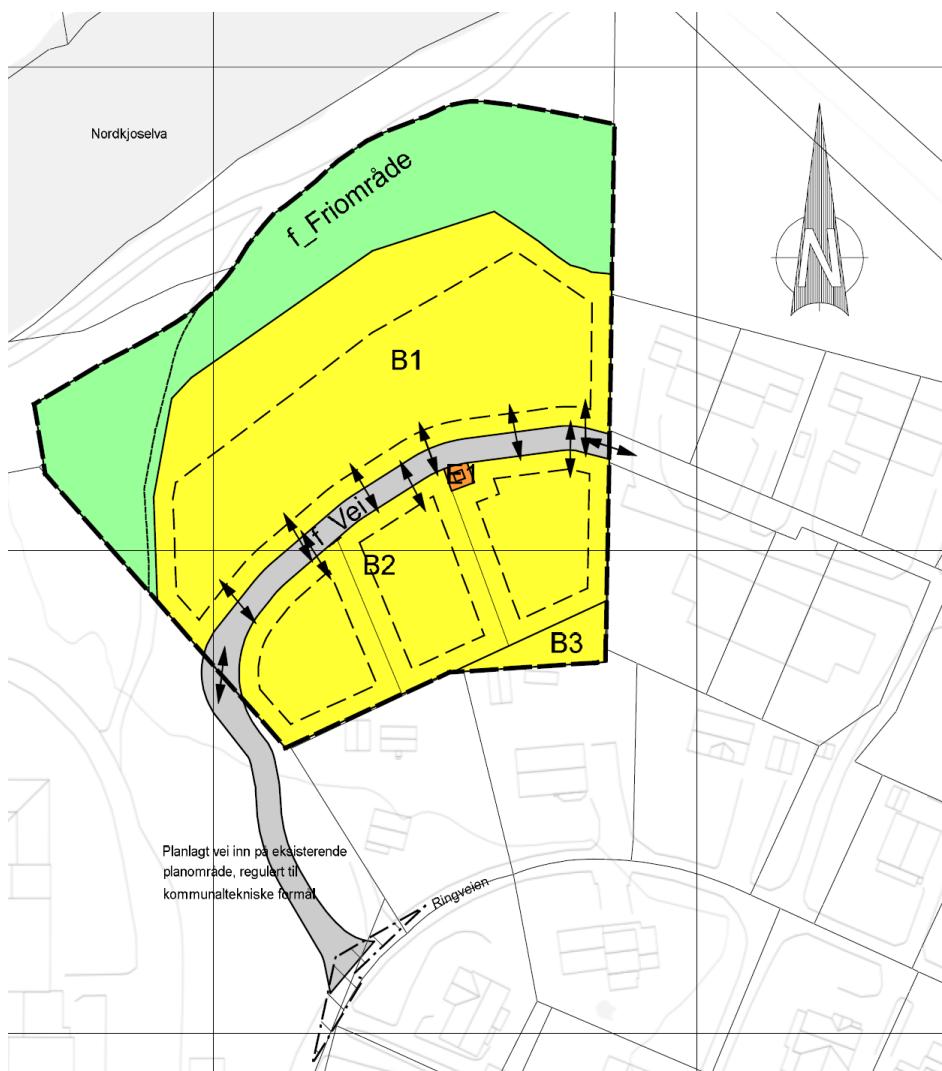 Nordkjoselva
f_Friområde
N
B1
f_Vei
B2
B3
Planlagt vei inn på eksisterende
planområde, regulert til
kommunaltekniske formål
Ringveien